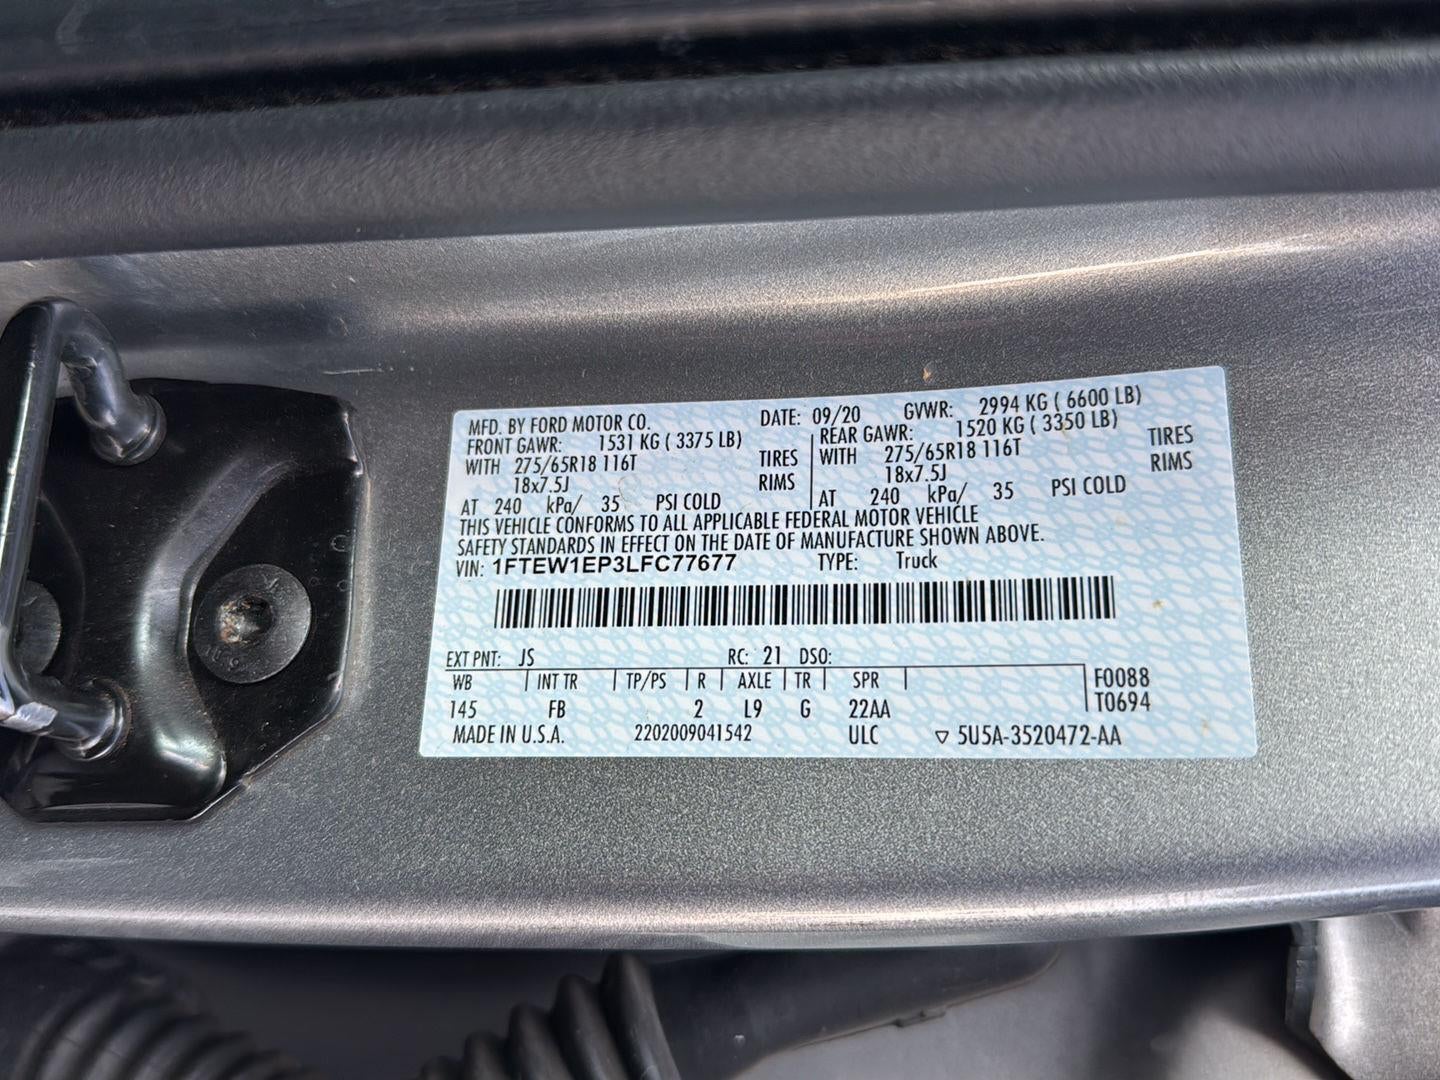 MFD. BY FORD MOTOR CO. DATE: 09/20 GVWR: 2994 KG ( 6600 LB)
FRONT GAWR: 1531 KG ( 3375 LB) REAR GAWR: 1520 KG ( 3350 LB)
WITH 275/65R18 116T TIRES WITH 275/65R18 116T TIRES
18x7.5J RIMS 18x7.5J RIMS
AT 240 kPa/ 35 PSI COLD AT 240 kPa/ 35 PSI COLD
THIS VEHICLE CONFORMS TO ALL APPLICABLE FEDERAL MOTOR VEHICLE
SAFETY STANDARDS IN EFFECT ON THE DATE OF MANUFACTURE SHOWN ABOVE.
VIN: 1FTEW1EP3LFC77677 TYPE: Truck
EXT PNT: JS RC: 21 DSO:
WB INT TR TP/PS R AXLE TR SPR F0088
145 FB 2 L9 G 22AA T0694
MADE IN U.S.A. 2202009041542 ULC ▽ 5U5A-3520472-AA